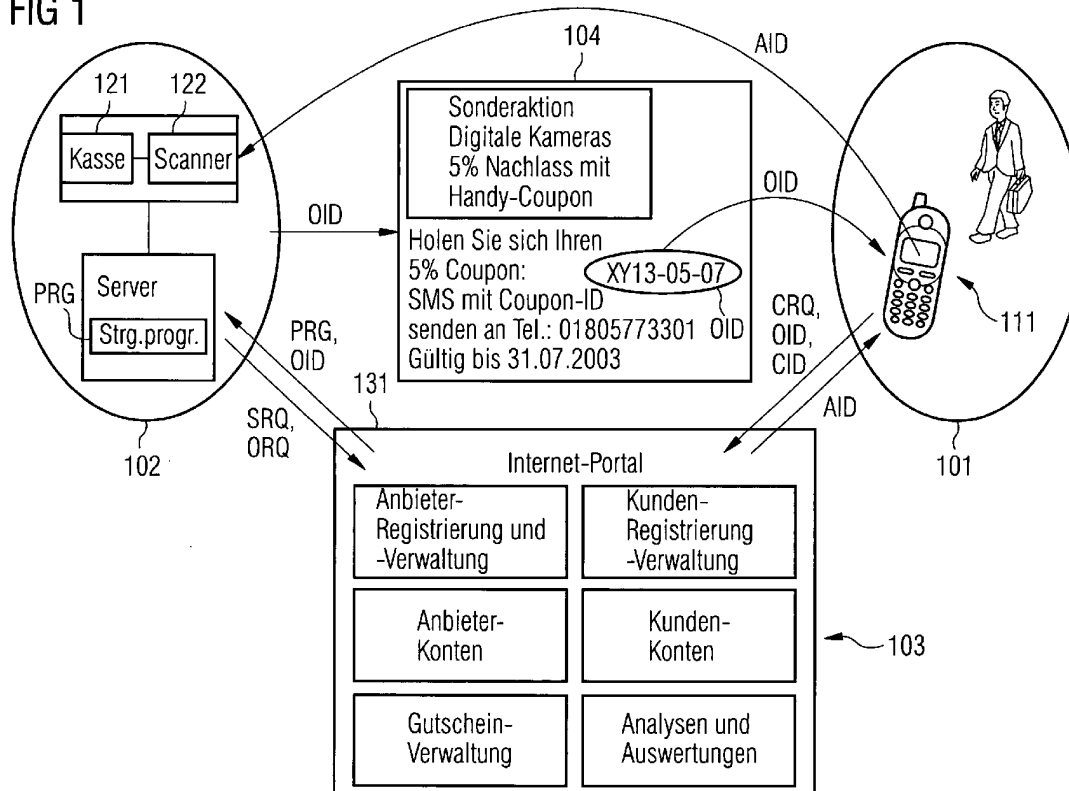 FIG 1
104
AID
121
122
Kasse
Scanner
Sonderaktion
Digitale Kameras
5% Nachlass mit
Handy-Coupon
OID
OID
Holen Sie sich Ihren
5% Coupon:
XY13-05-07
SMS mit Coupon-ID
OID
senden an Tel.: 01805773301
Gültig bis 31.07.2003
PRG
Server
Strg.progr.
111
PRG,
OID
CRQ,
OID,
CID
SRQ,
ORQ
131
AID
102
101
Internet-Portal
Anbieter-
Registrierung und
-Verwaltung
Kunden-
Registrierung
-Verwaltung
Anbieter-
Konten
Kunden-
Konten
103
Gutschein-
Verwaltung
Analysen und
Auswertungen